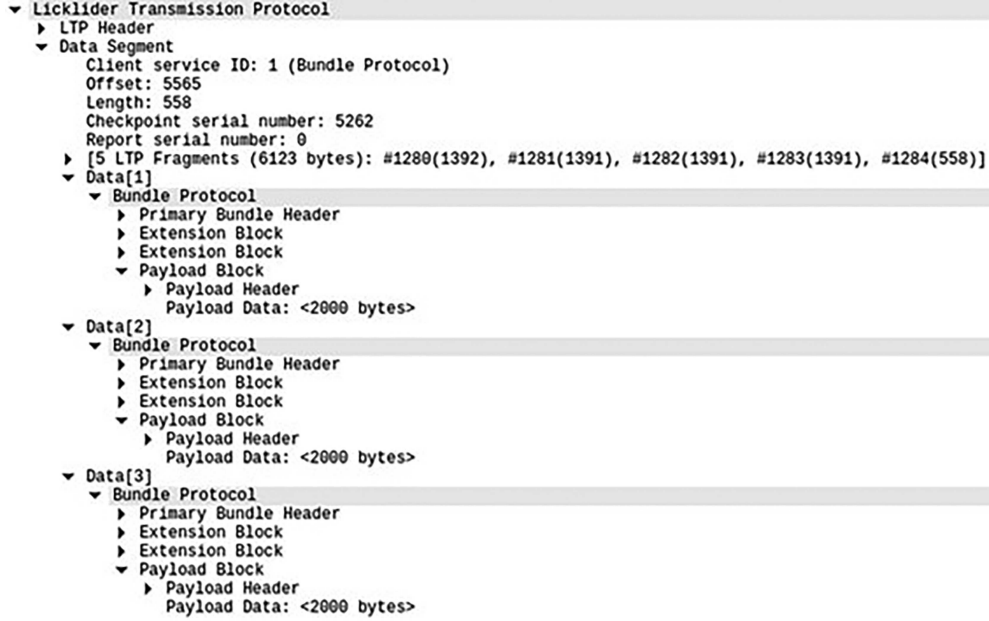 Licklider Transmission Protocol
LTP Header
Data Segment
Client service ID: 1 (Bundle Protocol)
Offset: 5565
Length: 558
Checkpoint serial number: 5262
Report serial number: 0
[5 LTP Fragments (6123 bytes): #1280(1392), #1281(1391), #1282(1391), #1283(1391), #1284(558)]
Data[1]
Bundle Protocol
Primary Bundle Header
Extension Block
Extension Block
Payload Block
Payload Header
Payload Data: <2000 bytes>
Data[2]
Bundle Protocol
Primary Bundle Header
Extension Block
Extension Block
Payload Block
Payload Header
Payload Data: <2000 bytes>
Data[3]
Bundle Protocol
Primary Bundle Header
Extension Block
Extension Block
Payload Block
Payload Header
Payload Data: <2000 bytes>